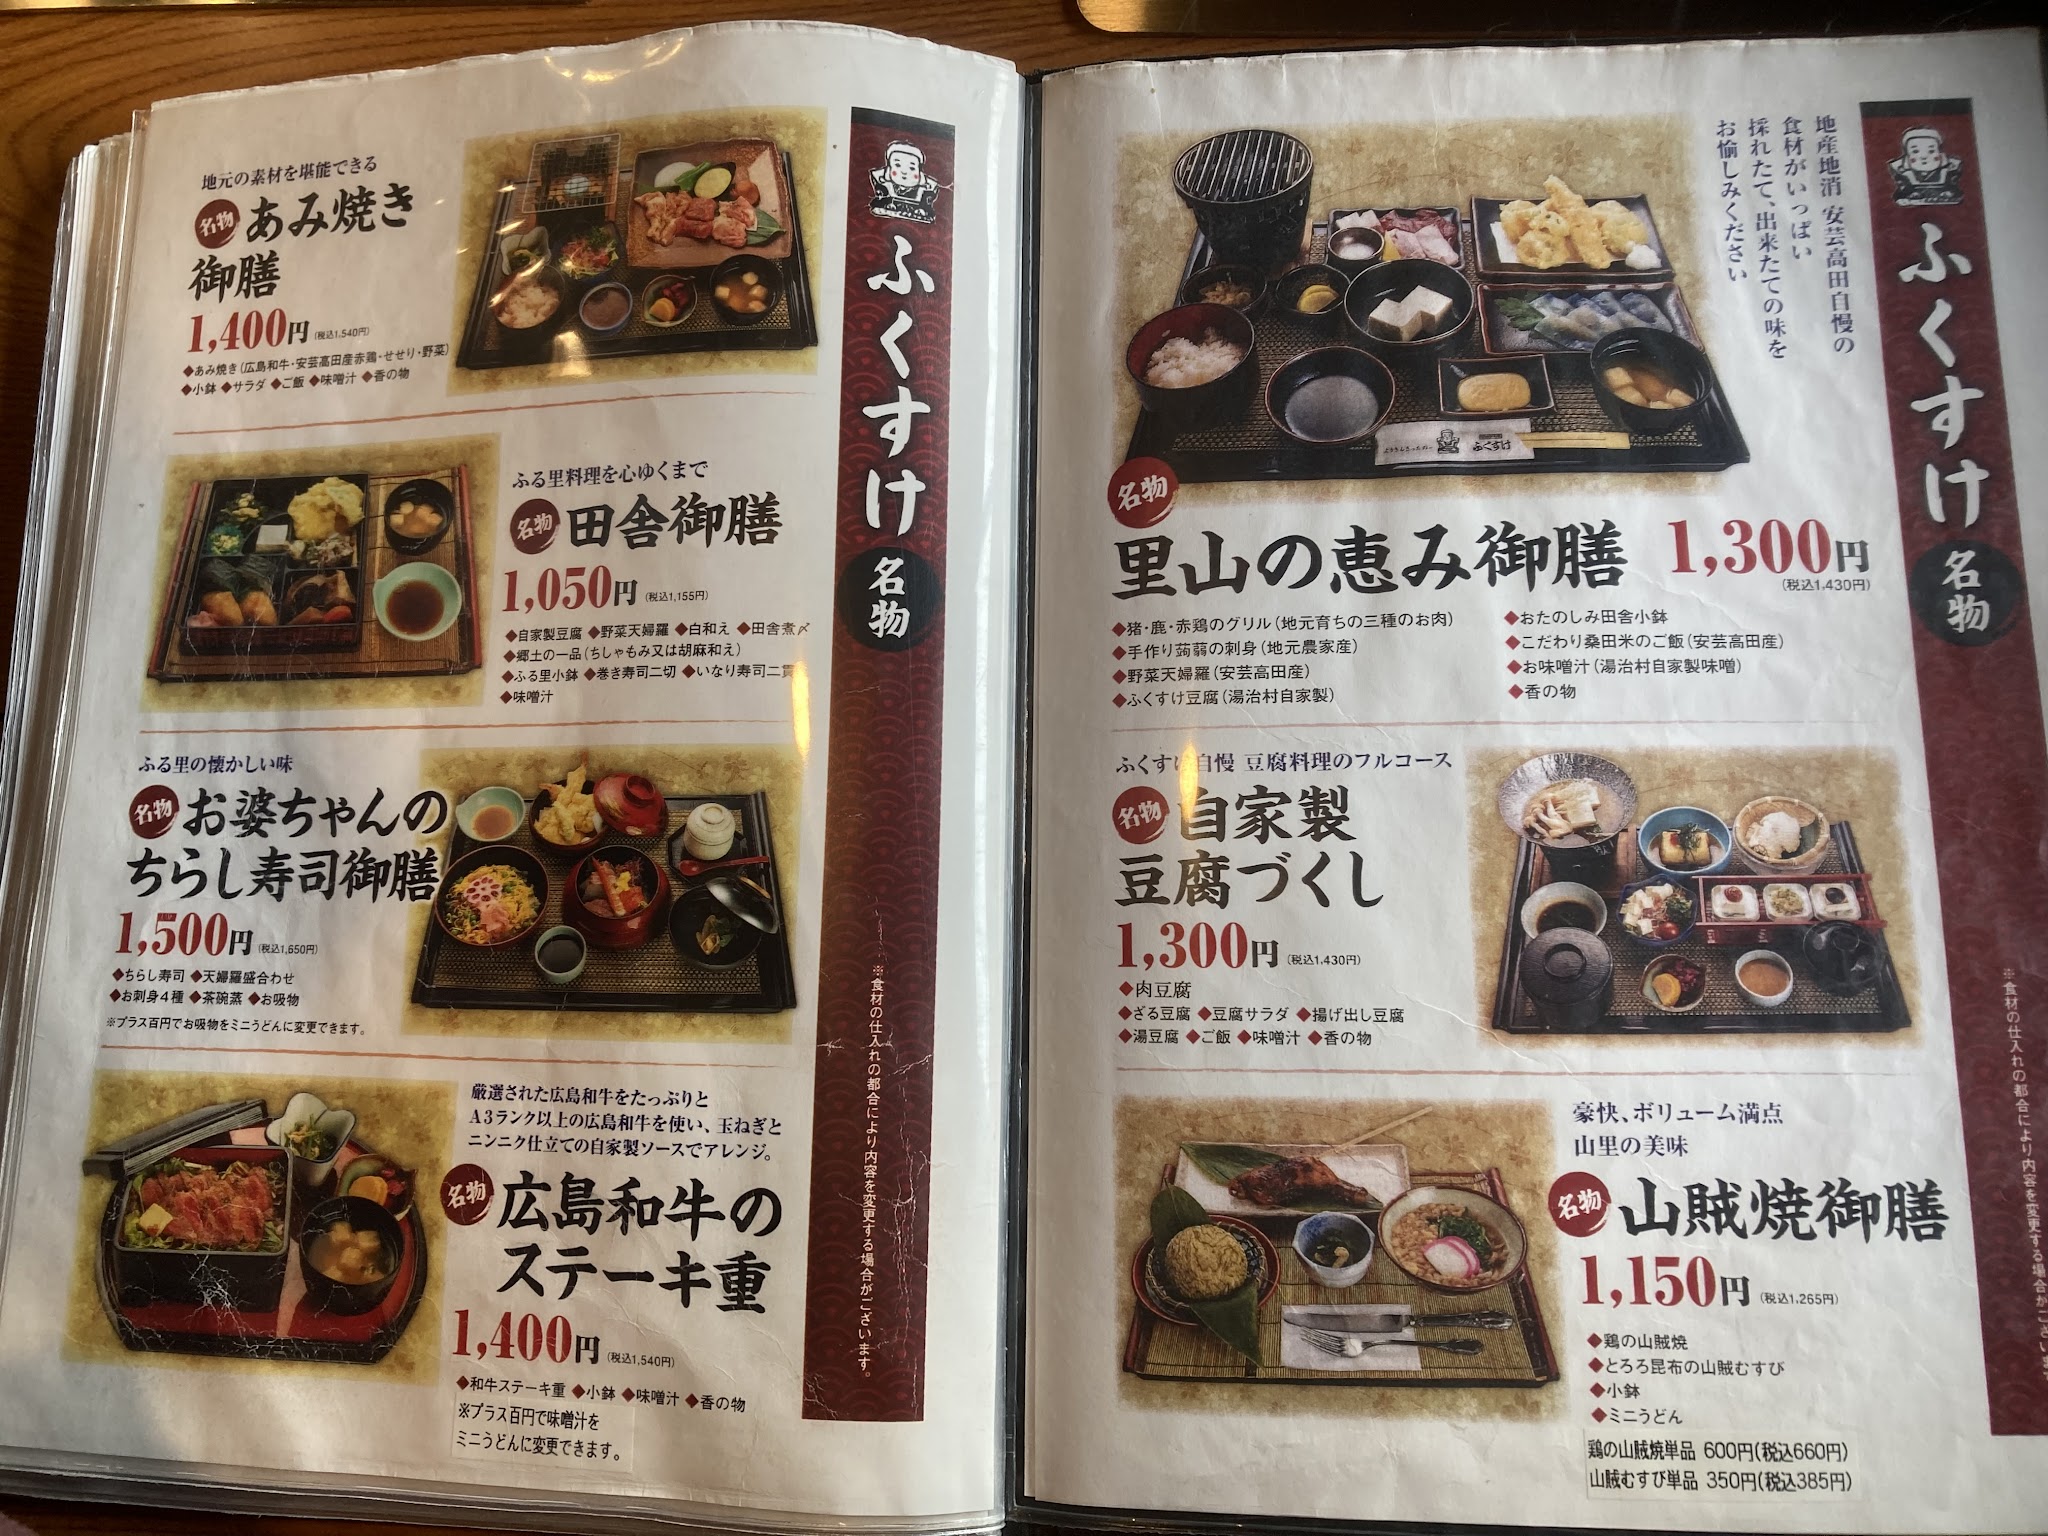 地元の素材を堪能できる
名物 あみ焼き
御膳
1,400円(税込1,540円)
◆あみ焼き(広島和牛・安芸高田産赤鶏・せせり・野菜)
◆小鉢 ◆サラダ ◆ご飯 ◆味噌汁 ◆香の物
ふる里料理を心ゆくまで
名物 田舎御膳
1,050円(税込1,155円)
◆自家製豆腐 ◆野菜天婦羅 ◆白和え ◆田舎煮〆
◆郷土の一品(ちしゃもみ又は胡麻和え)
◆ふる里小鉢 ◆巻き寿司二切 ◆いなり寿司二貫
◆味噌汁
ふる里の懐かしい味
名物 お婆ちゃんの
ちらし寿司御膳
1,500円(税込1,650円)
◆ちらし寿司 ◆天婦羅盛合わせ
◆お刺身4種 ◆茶碗蒸 ◆お吸物
※プラス百円でお吸物をミニうどんに変更できます。
厳選された広島和牛をたっぷりと
A3ランク以上の広島和牛を使い、玉ねぎと
ニンニク仕立ての自家製ソースでアレンジ。
名物 広島和牛の
ステーキ重
1,400円(税込1,540円)
◆和牛ステーキ重 ◆小鉢 ◆味噌汁 ◆香の物
※プラス百円で味噌汁を
ミニうどんに変更できます。
ふくすけ 名物
※食材の仕入れの都合により内容を変更する場合がございます。
地産地消 安芸高田自慢の
食材がいっぱい
採れたて、出来たての味を
お愉しみください
ふくすけ
名物
里山の恵み御膳 1,300円
(税込1,430円)
◆猪・鹿・赤鶏のグリル(地元育ちの三種のお肉)
◆手作り蒟蒻の刺身(地元農家産)
◆野菜天婦羅(安芸高田産)
◆ふくすけ豆腐(湯治村自家製)
◆おたのしみ田舎小鉢
◆こだわり桑田米のご飯(安芸高田産)
◆お味噌汁(湯治村自家製味噌)
◆香の物
ふくすけ自慢 豆腐料理のフルコース
名物 自家製
豆腐づくし
1,300円(税込1,430円)
◆肉豆腐
◆ざる豆腐 ◆豆腐サラダ ◆揚げ出し豆腐
◆湯豆腐 ◆ご飯 ◆味噌汁 ◆香の物
豪快、ボリューム満点
山里の美味
名物 山賊焼御膳
1,150円(税込1,265円)
◆鶏の山賊焼
◆とろろ昆布の山賊むすび
◆小鉢
◆ミニうどん
鶏の山賊焼単品 600円(税込660円)
山賊むすび単品 350円(税込385円)
ふくすけ 名物
※食材の仕入れの都合により内容を変更する場合がござい